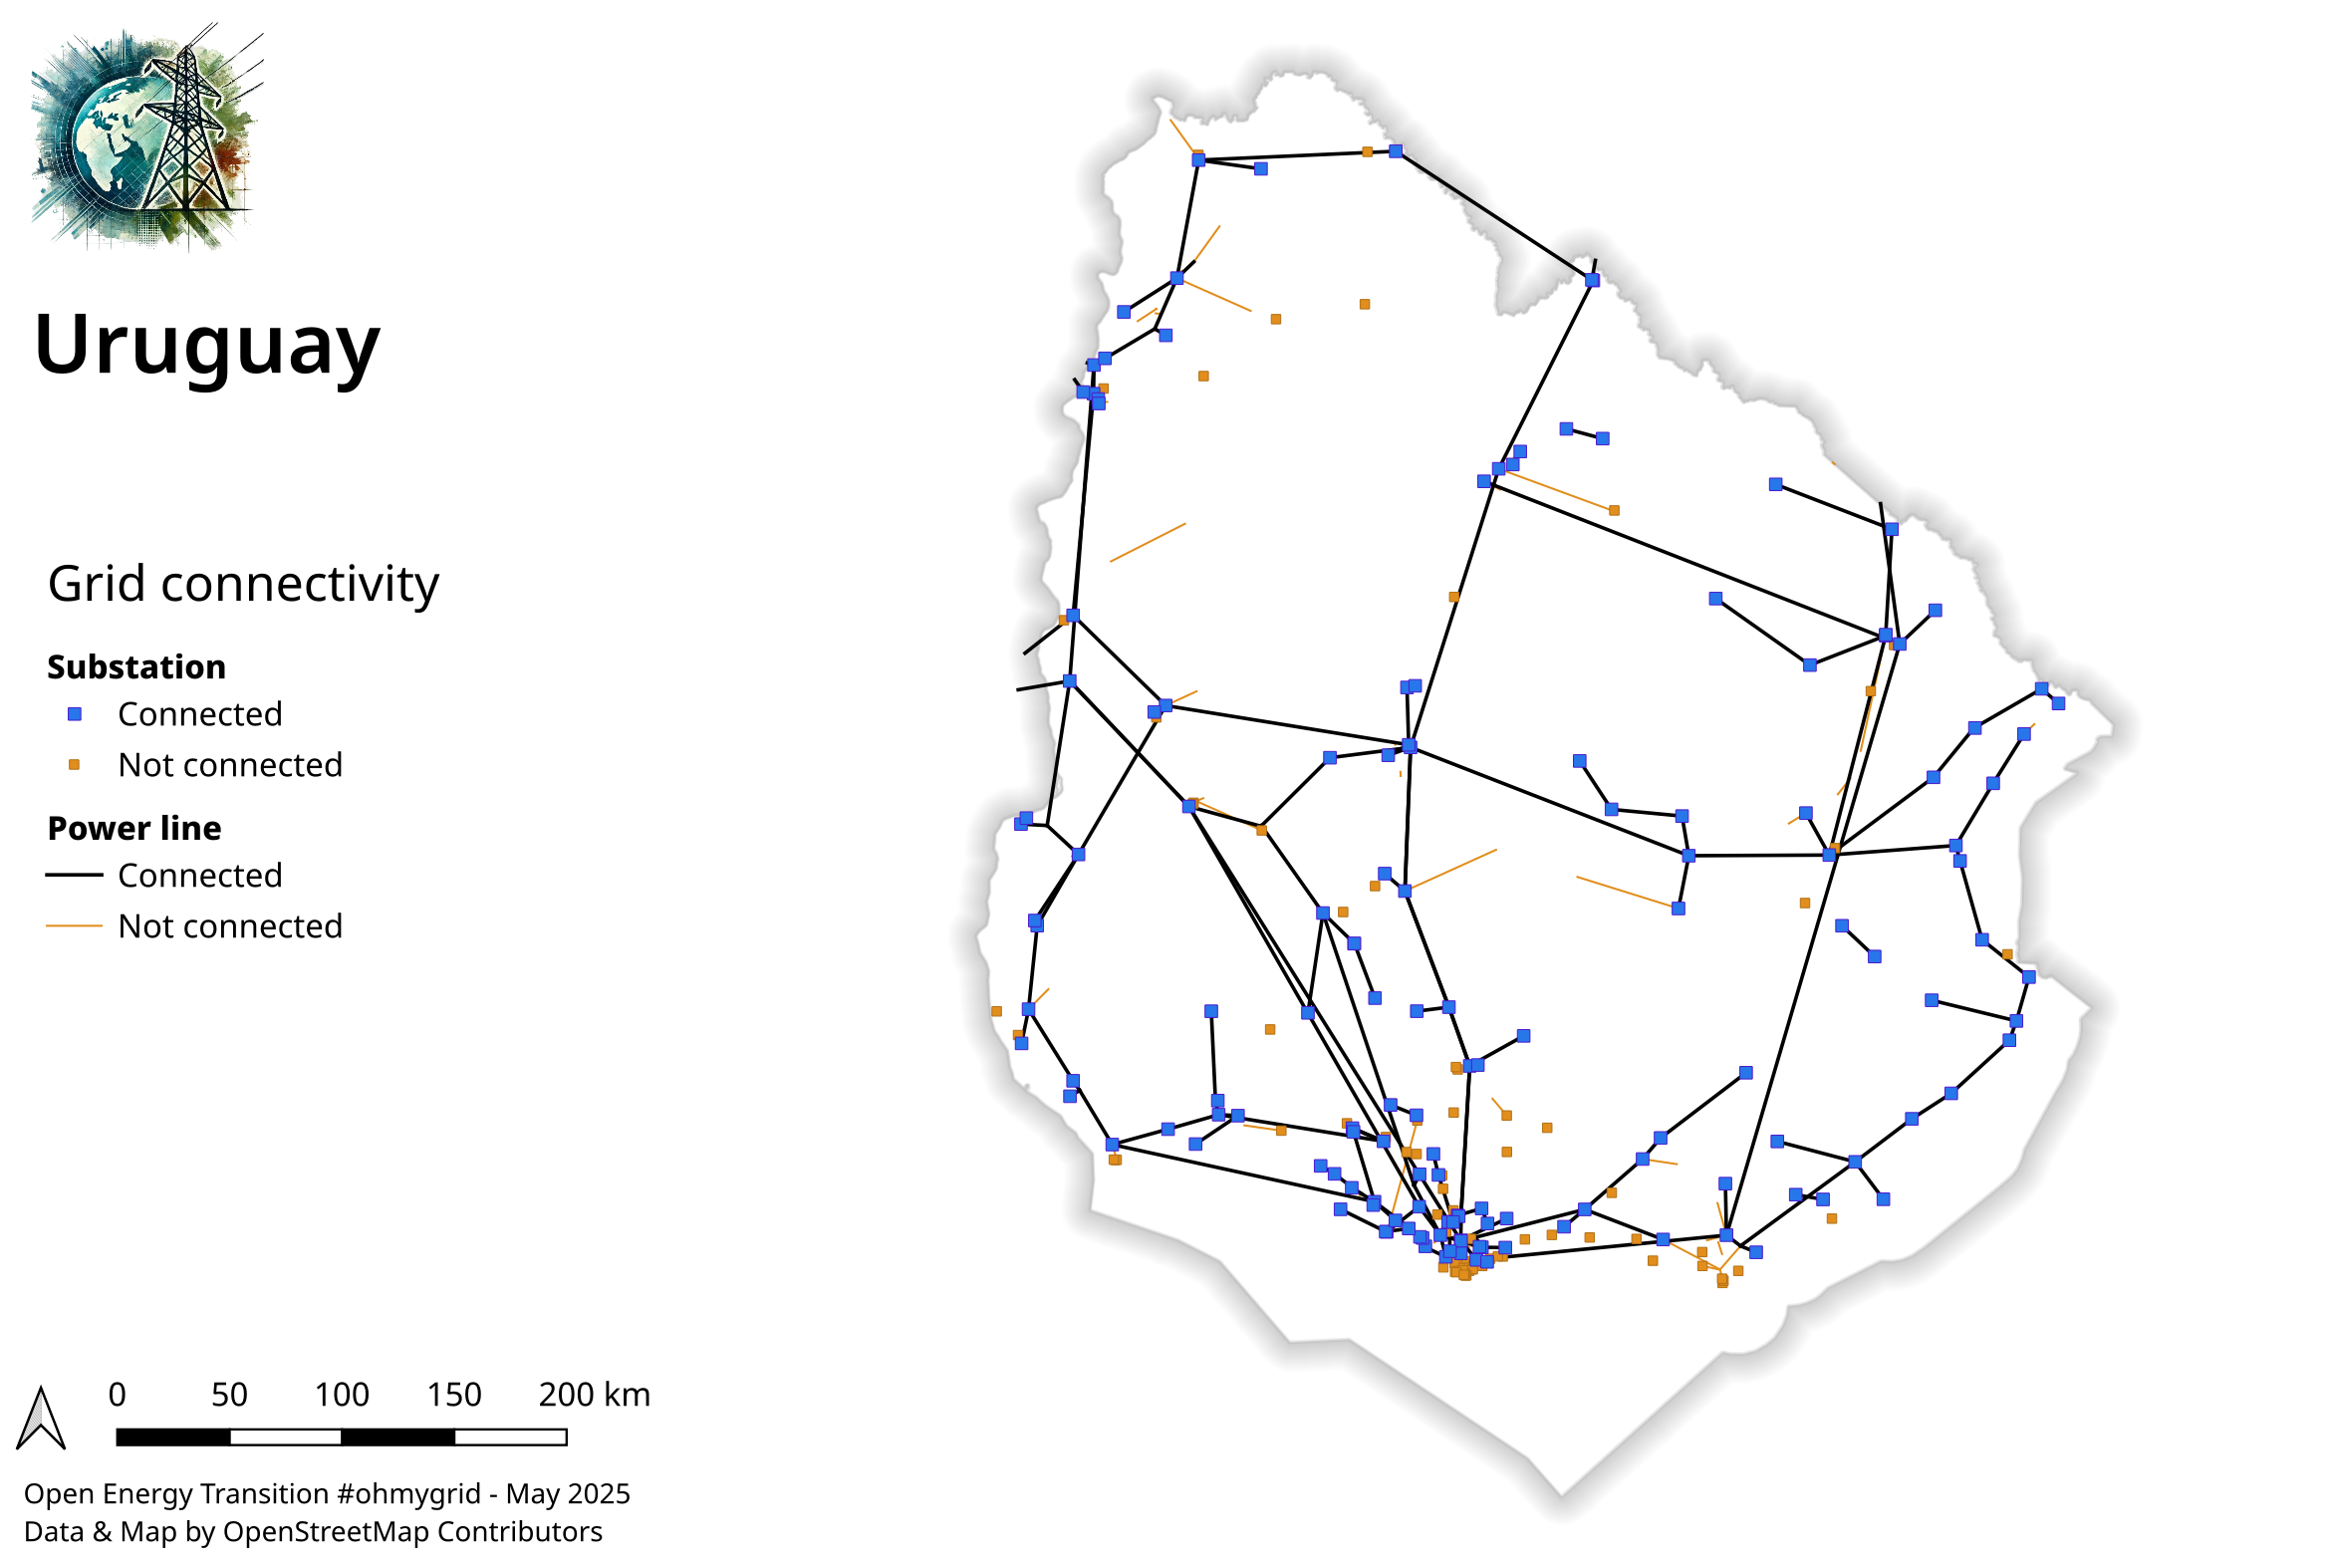 Uruguay
Grid connectivity
Substation
Connected
Not connected
Power line
Connected
Not connected
0 50 100 150 200 km
Open Energy Transition #ohmygrid - May 2025
Data & Map by OpenStreetMap Contributors